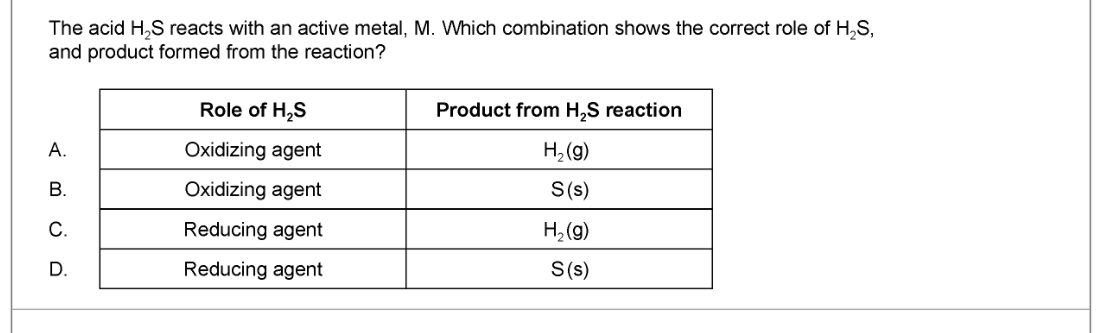 The acid H₂S reacts with an active metal, M. Which combination shows the correct role of H₂S,
and product formed from the reaction?
Role of H₂S Product from H₂S reaction
A. Oxidizing agent H₂(g)
B. Oxidizing agent S(s)
C. Reducing agent H₂(g)
D. Reducing agent S(s)